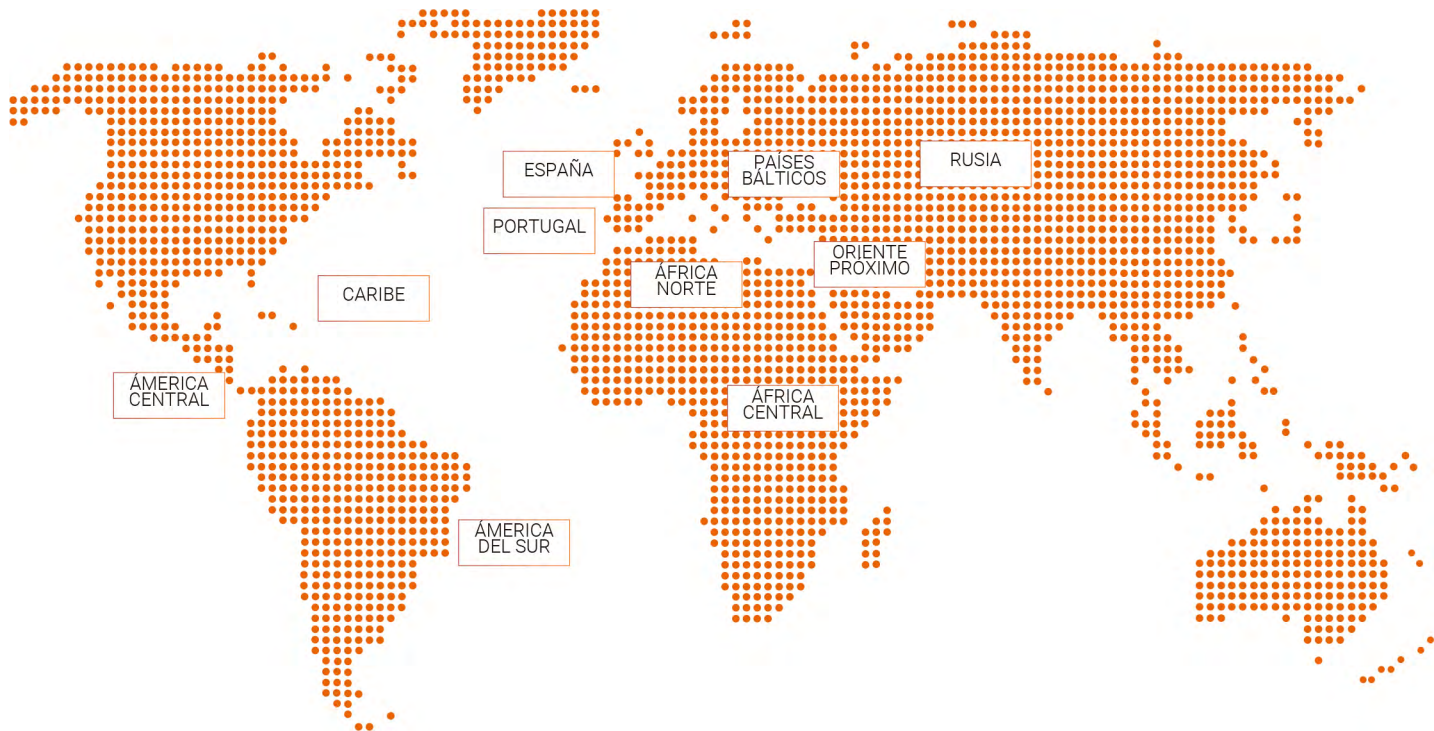 ESPAÑA
PAÍSES
BÁLTICOS
RUSIA
PORTUGAL
ORIENTE
PRÓXIMO
ÁFRICA
NORTE
CARIBE
ÁMERICA
CENTRAL
ÁFRICA
CENTRAL
ÁMERICA
DEL SUR